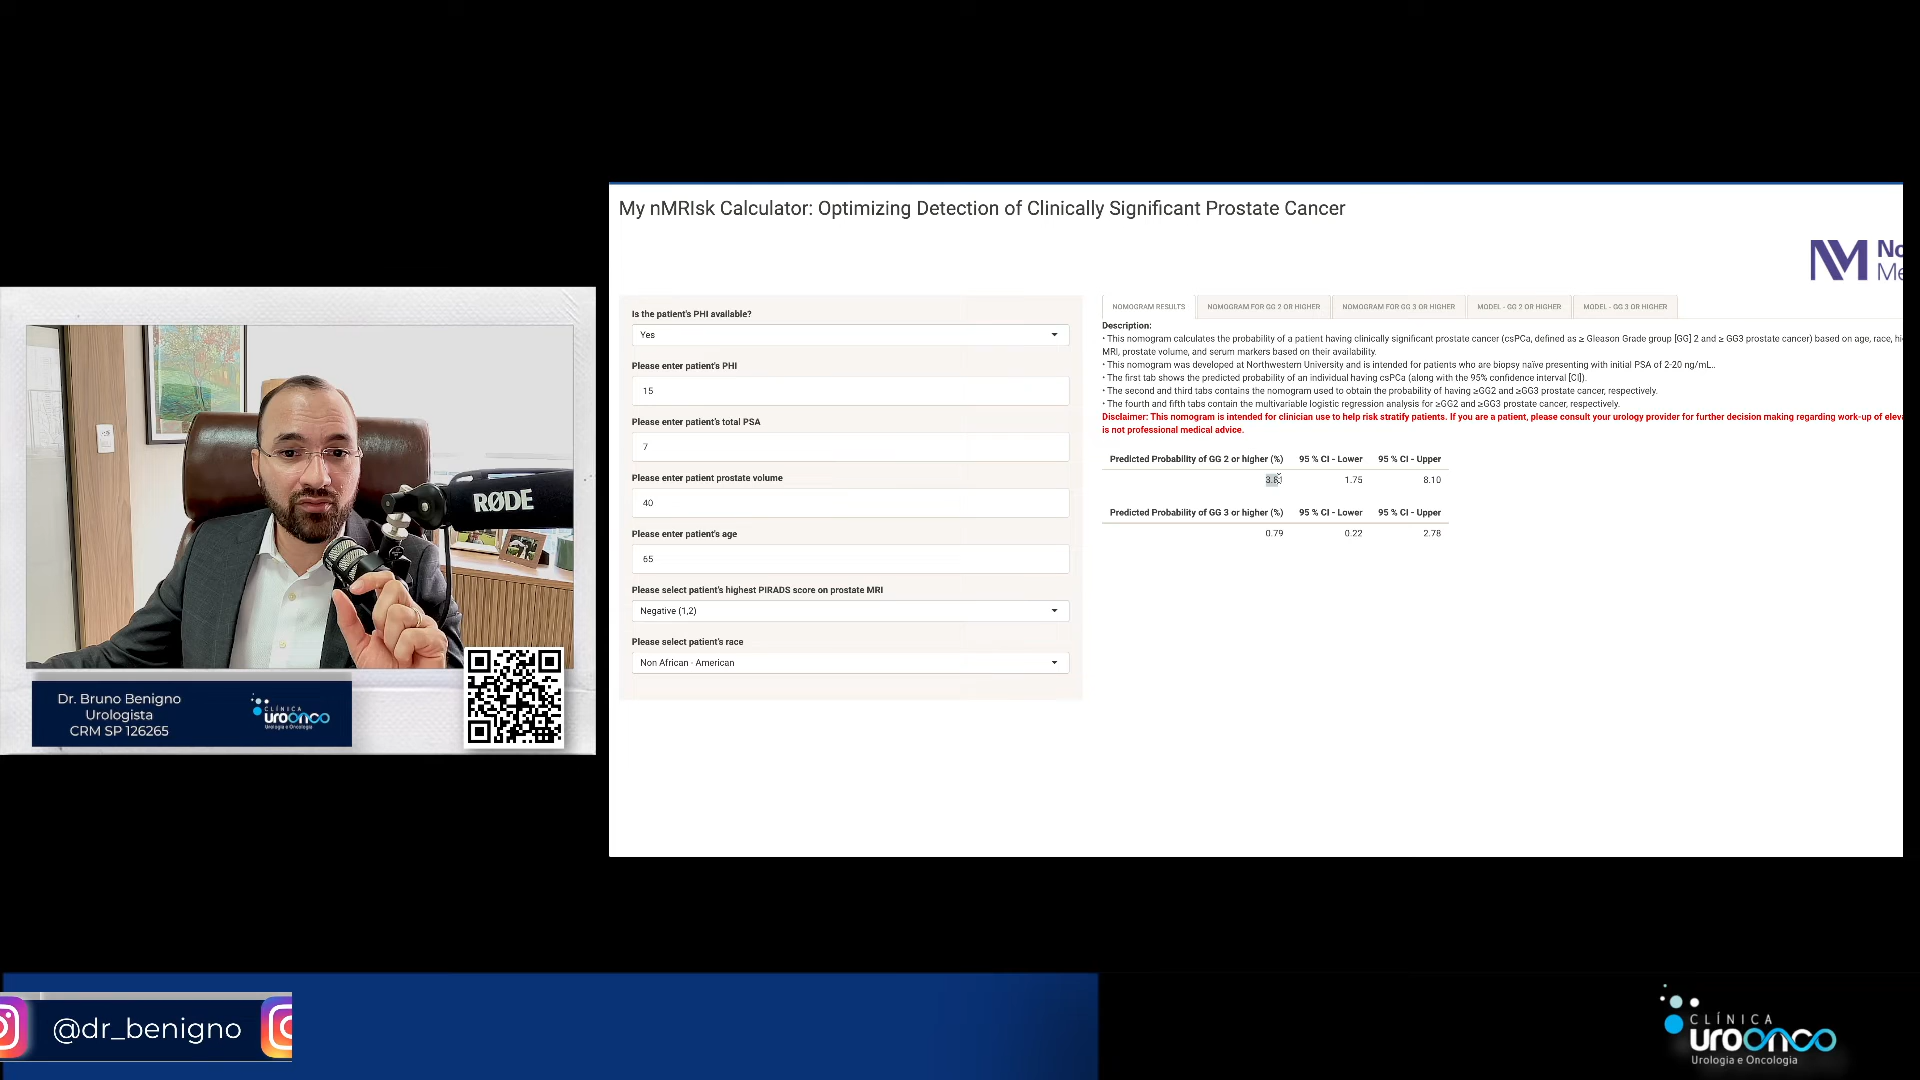 My nMRIsk Calculator: Optimizing Detection of Clinically Significant Prostate Cancer
Is the patient's PHI available?
Yes
Please enter patient's PHI
15
Please enter patient's total PSA
7
Please enter patient prostate volume
40
Please enter patient's age
65
Please select patient's highest PIRADS score on prostate MRI
Negative (1,2)
Please select patient's race
Non African - American
NOMOGRAM RESULTS
NOMOGRAM FOR GG 2 OR HIGHER
NOMOGRAM FOR GG 3 OR HIGHER
MODEL - GG 2 OR HIGHER
MODEL - GG 3 OR HIGHER
Description:
• This nomogram calculates the probability of a patient having clinically significant prostate cancer (csPCa, defined as ≥ Gleason Grade group [GG] 2 and ≥ GG3 prostate cancer) based on age, race,
MRI, prostate volume, and serum markers based on their availability.
• This nomogram was developed at Northwestern University and is intended for patients who are biopsy naïve presenting with initial PSA of 2-20 ng/mL..
• The first tab shows the predicted probability of an individual having csPCa (along with the 95% confidence interval [CI]).
• The second and third tabs contains the nomogram used to obtain the probability of having ≥GG2 and ≥GG3 prostate cancer, respectively.
• The fourth and fifth tabs contain the multivariable logistic regression analysis for ≥GG2 and ≥GG3 prostate cancer, respectively.
Disclaimer: This nomogram is intended for clinician use to help risk stratify patients. If you are a patient, please consult your urology provider for further decision making regarding work-up of
is not professional medical advice.
Predicted Probability of GG 2 or higher (%) 95 % CI - Lower 95 % CI - Upper
1.75 8.10
Predicted Probability of GG 3 or higher (%) 95 % CI - Lower 95 % CI - Upper
0.79 0.22 2.78
RØDE
Dr. Bruno Benigno
Urologista
CRM SP 126265
CLÍNICA
uroonco
Urologia e Oncologia
@dr_benigno
CLÍNICA
uroonco
Urologia e Oncologia